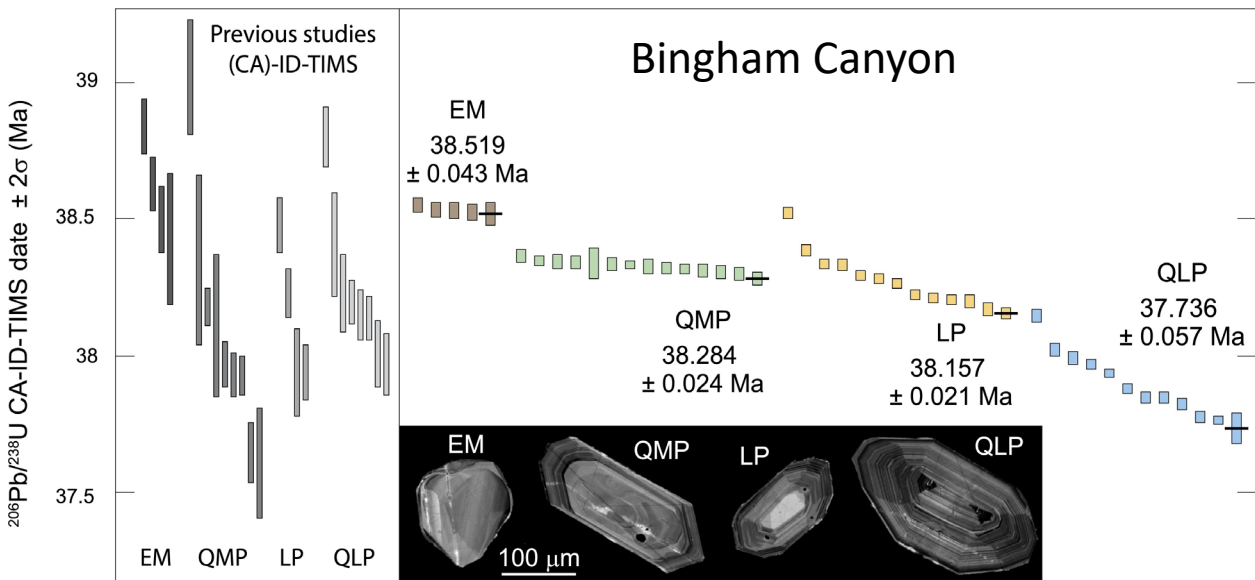 ²⁰⁶Pb/²³⁸U CA-ID-TIMS date ± 2σ (Ma)
39
38.5
38
37.5
Previous studies
(CA)-ID-TIMS
EM
QMP
LP
QLP
Bingham Canyon
EM
38.519
± 0.043 Ma
QMP
38.284
± 0.024 Ma
LP
38.157
± 0.021 Ma
QLP
37.736
± 0.057 Ma
EM
QMP
LP
QLP
100 μm